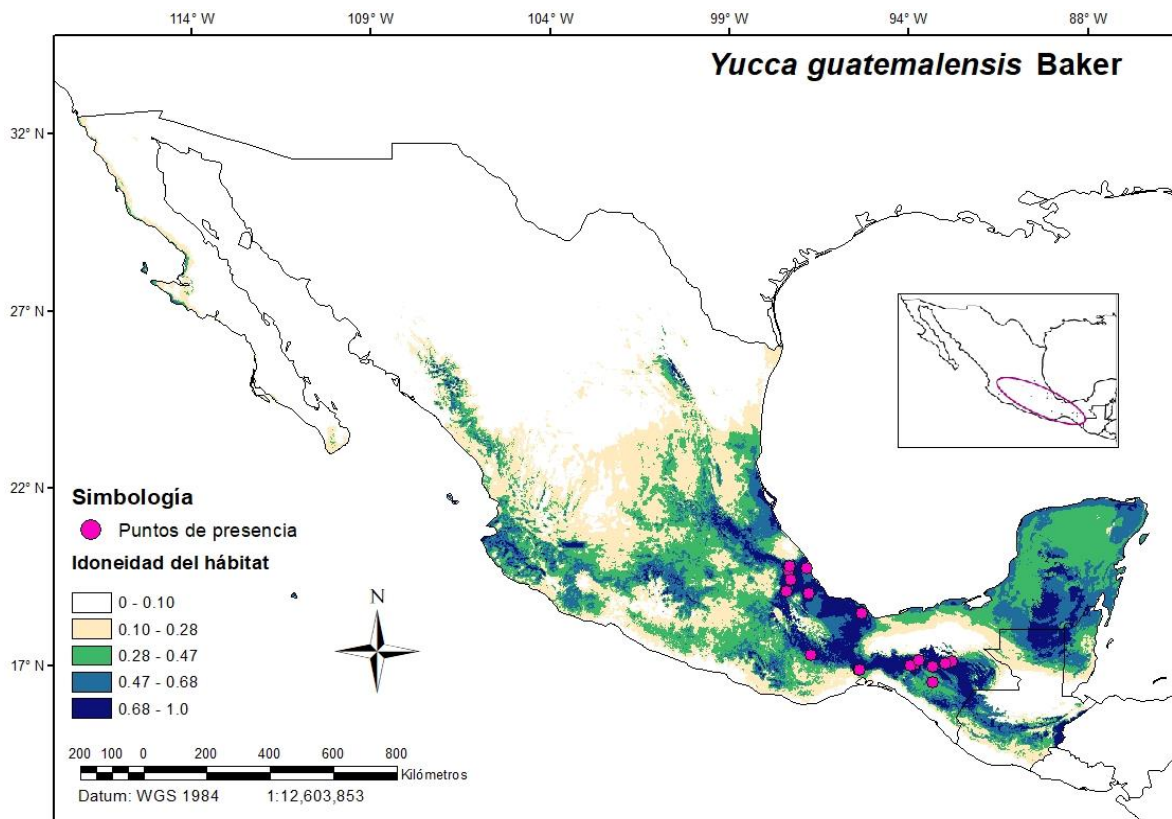 114° W 109° W 104° W 99° W 94° W 88° W
Yucca guatemalensis Baker
32° N
27° N
22° N
17° N
Simbología
Puntos de presencia
Idoneidad del hábitat
0 - 0.10
0.10 - 0.28
0.28 - 0.47
0.47 - 0.68
0.68 - 1.0
N
200 100 0 200 400 600 800
Kilómetros
Datum: WGS 1984 1:12,603,853